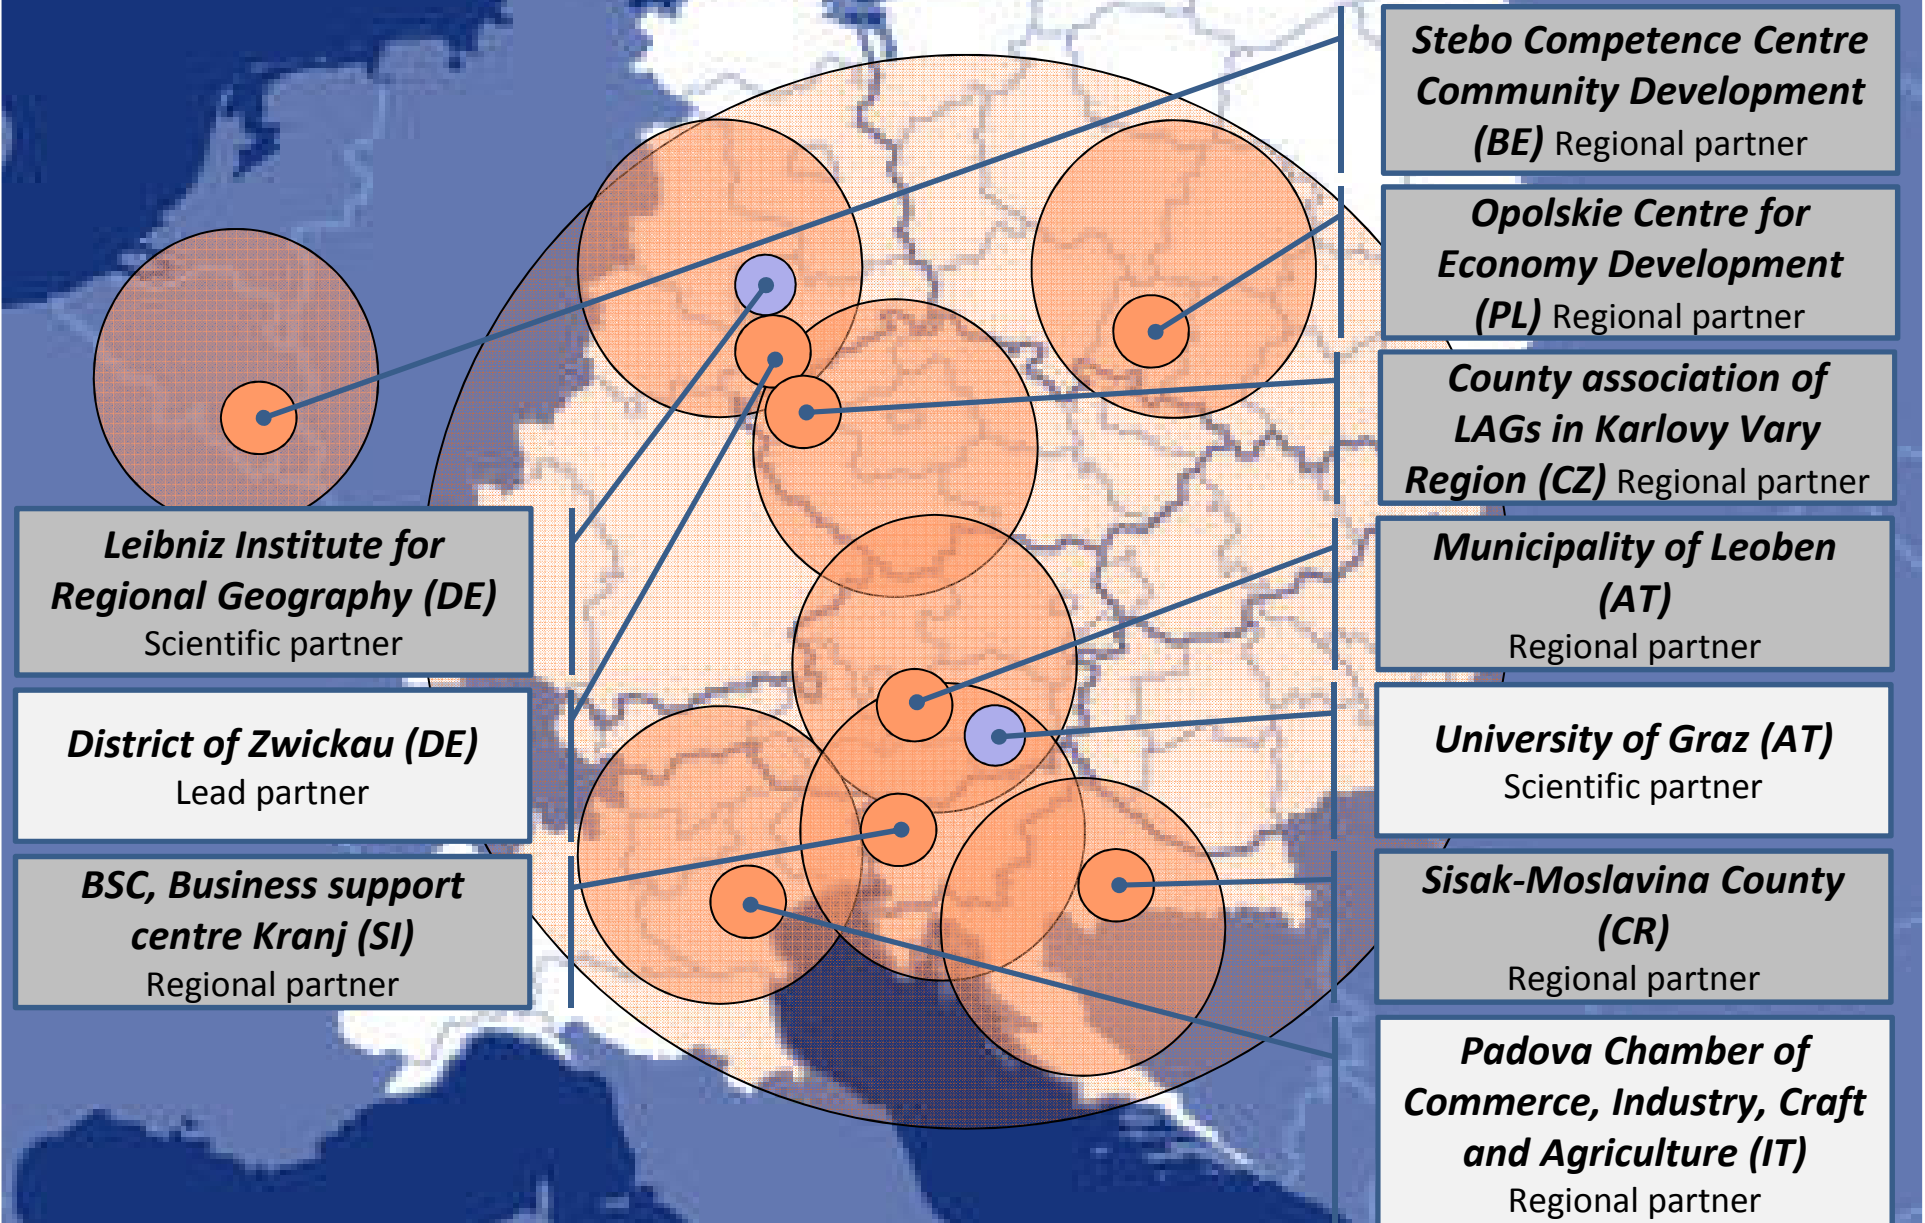 Stebo Competence Centre
Community Development
(BE) Regional partner
Opolskie Centre for
Economy Development
(PL) Regional partner
County association of
LAGs in Karlovy Vary
Region (CZ) Regional partner
Leibniz Institute for
Regional Geography (DE)
Scientific partner
Municipality of Leoben
(AT)
Regional partner
District of Zwickau (DE)
Lead partner
University of Graz (AT)
Scientific partner
BSC, Business support
centre Kranj (SI)
Regional partner
Sisak-Moslavina County
(CR)
Regional partner
Padova Chamber of
Commerce, Industry, Craft
and Agriculture (IT)
Regional partner